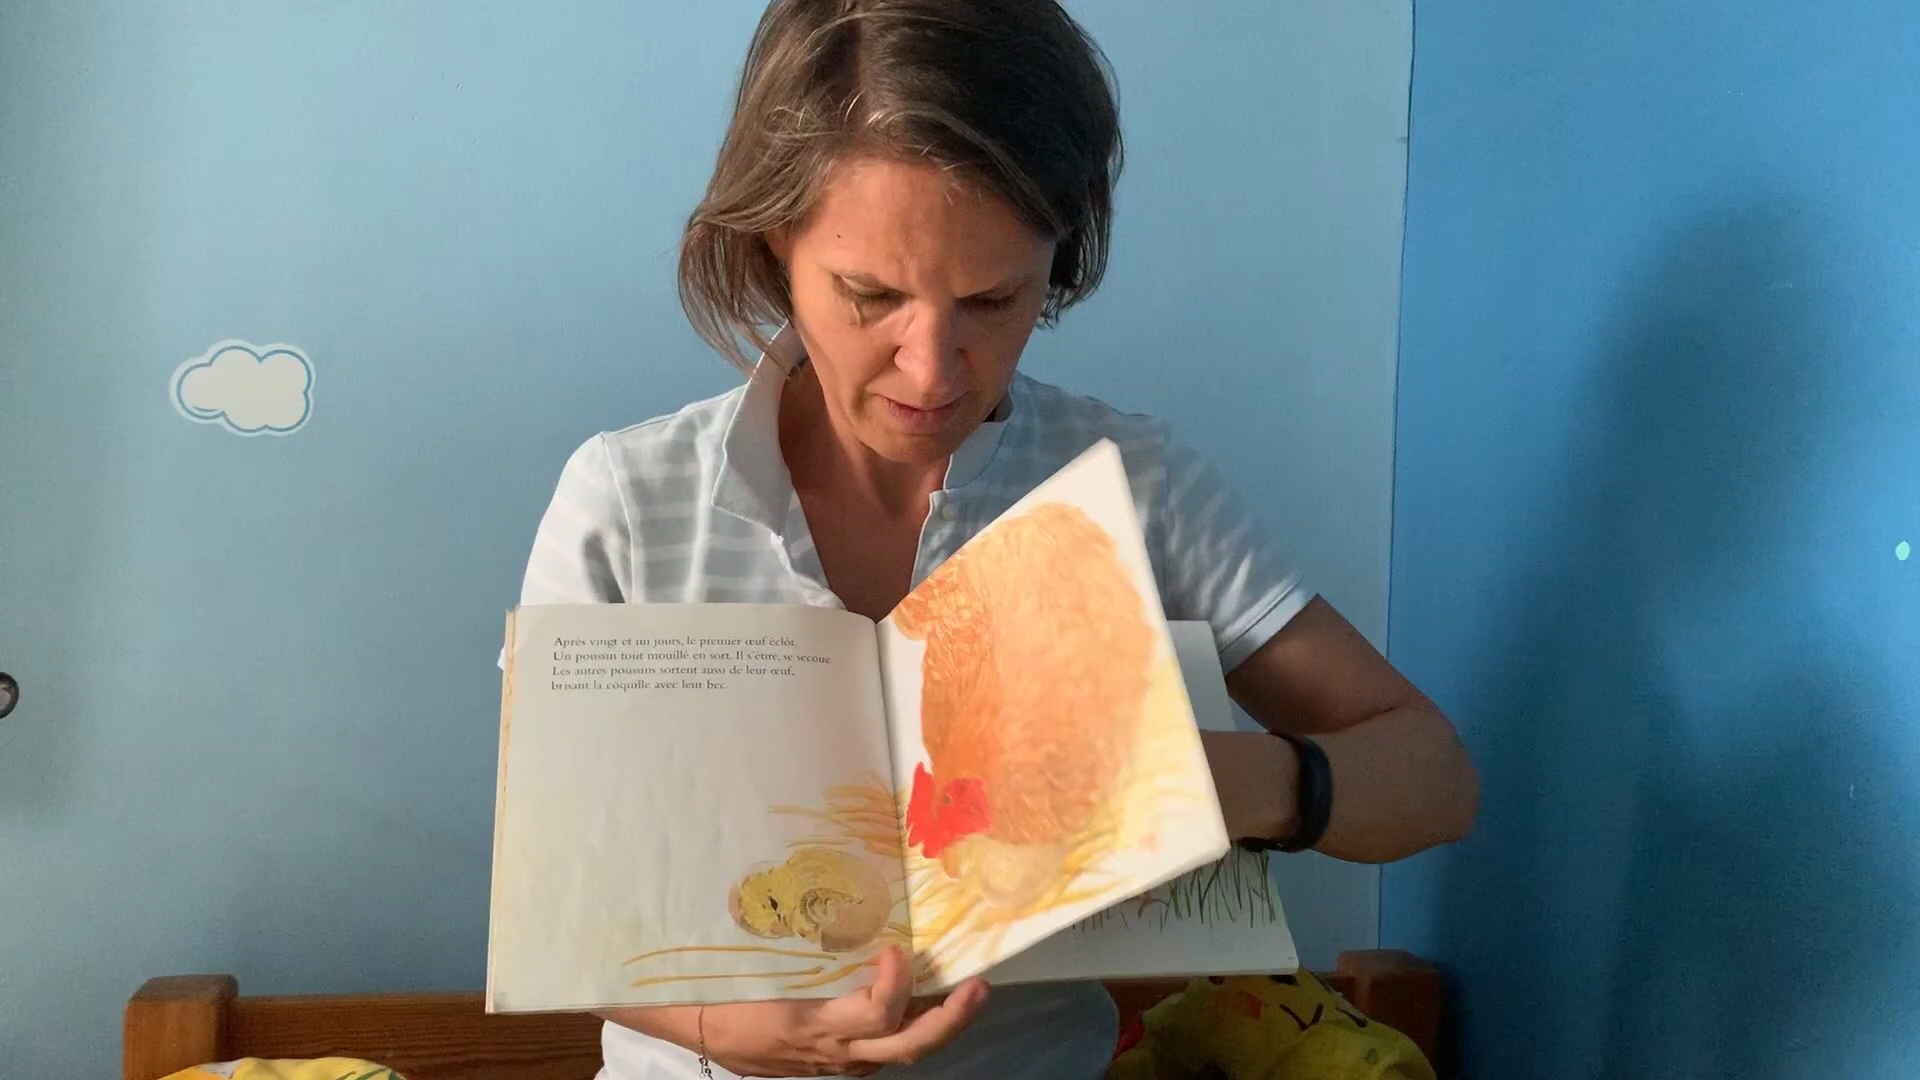 Après vingt et un jours, le premier œuf éclôt.
Un poussin tout mouillé en sort. Il s'étire, se secoue.
Les autres poussins sortent aussi de leur œuf,
brisant la coquille avec leur bec.